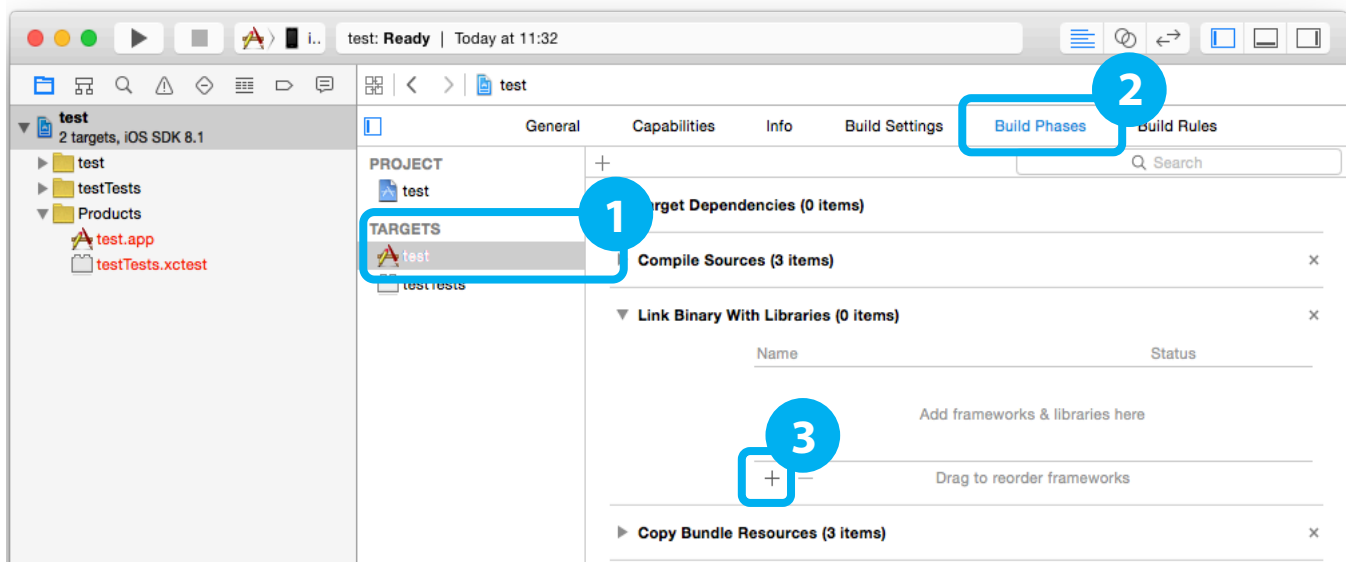 i.. test: Ready | Today at 11:32
test
2 targets, iOS SDK 8.1
test
testTests
Products
test.app
testTests.xctest
test
General Capabilities Info Build Settings Build Phases Build Rules
2
PROJECT
test
TARGETS
test
testTests
1
+ Search
Target Dependencies (0 items)
Compile Sources (3 items)
Link Binary With Libraries (0 items)
Name Status
Add frameworks & libraries here
3
+ − Drag to reorder frameworks
Copy Bundle Resources (3 items)